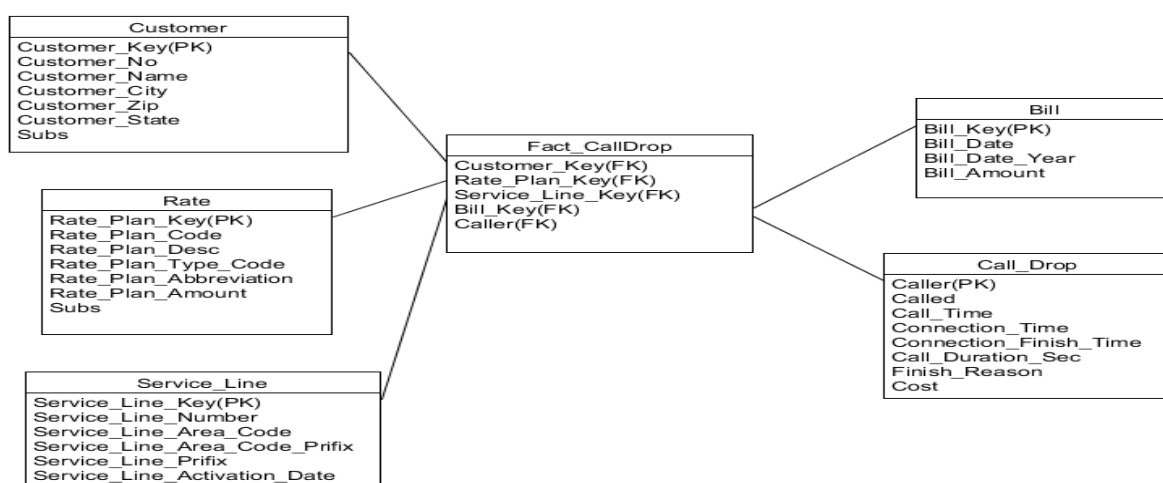 Customer
Customer_Key(PK)
Customer_No
Customer_Name
Customer_City
Customer_Zip
Customer_State
Subs
Rate
Rate_Plan_Key(PK)
Rate_Plan_Code
Rate_Plan_Desc
Rate_Plan_Type_Code
Rate_Plan_Abbreviation
Rate_Plan_Amount
Subs
Service_Line
Service_Line_Key(PK)
Service_Line_Number
Service_Line_Area_Code
Service_Line_Area_Code_Prifix
Service_Line_Prifix
Service_Line_Activation_Date
Fact_CallDrop
Customer_Key(FK)
Rate_Plan_Key(FK)
Service_Line_Key(FK)
Bill_Key(FK)
Caller(FK)
Bill
Bill_Key(PK)
Bill_Date
Bill_Date_Year
Bill_Amount
Call_Drop
Caller(PK)
Called
Call_Time
Connection_Time
Connection_Finish_Time
Call_Duration_Sec
Finish_Reason
Cost